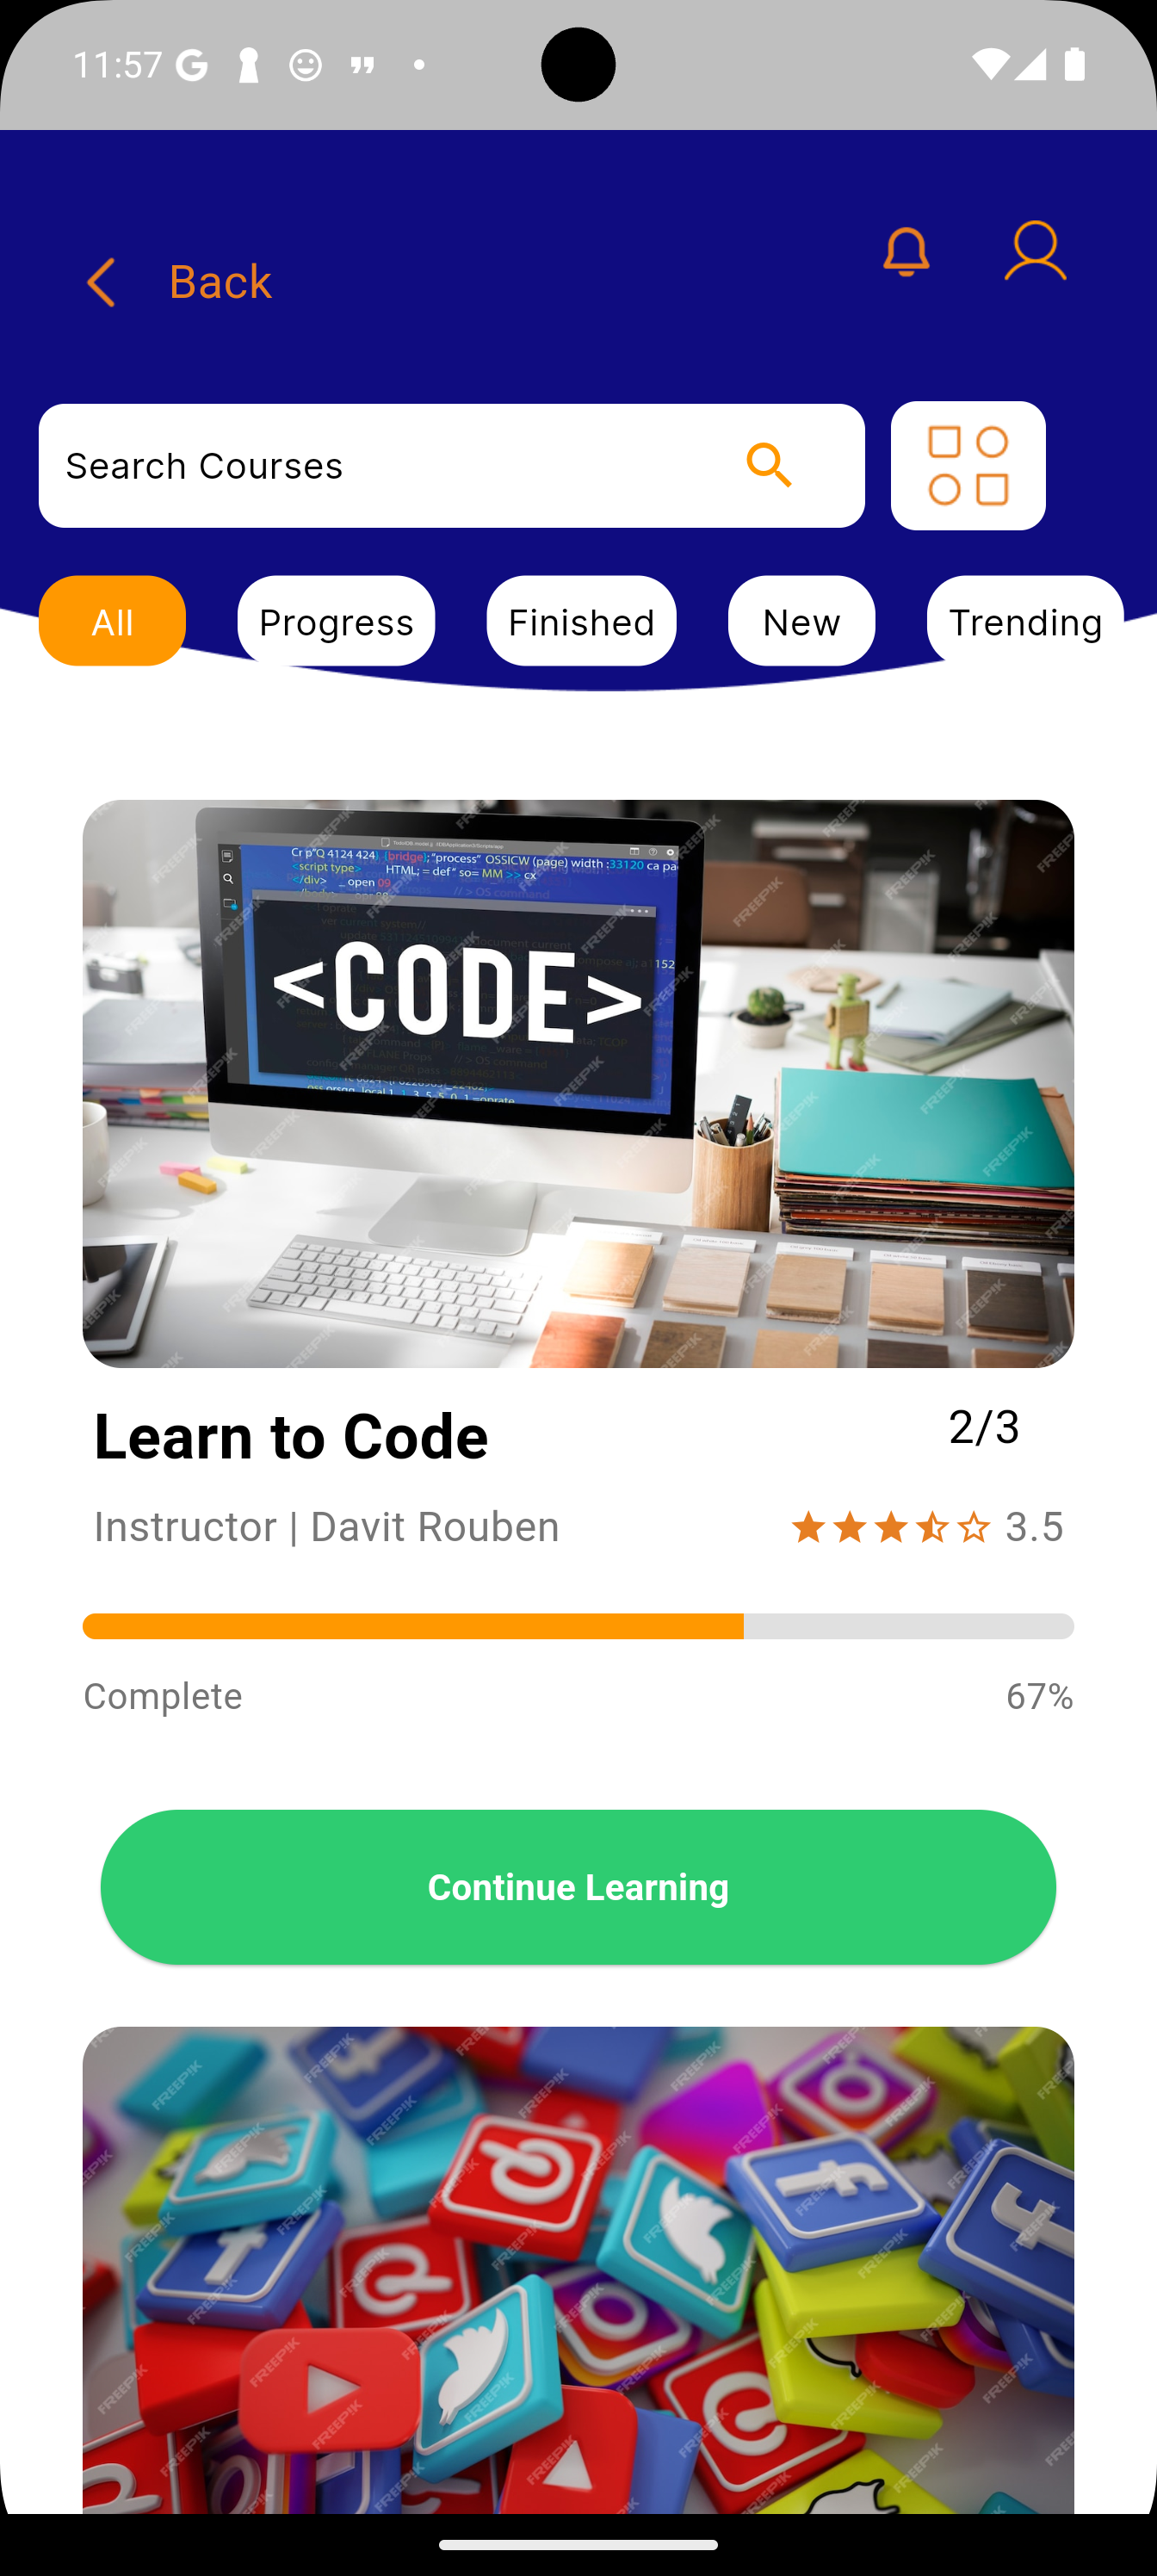 11:57
Back
Search Courses
All Progress Finished New Trending
<CODE>
Learn to Code 2/3
Instructor | Davit Rouben 3.5
Complete 67%
Continue Learning